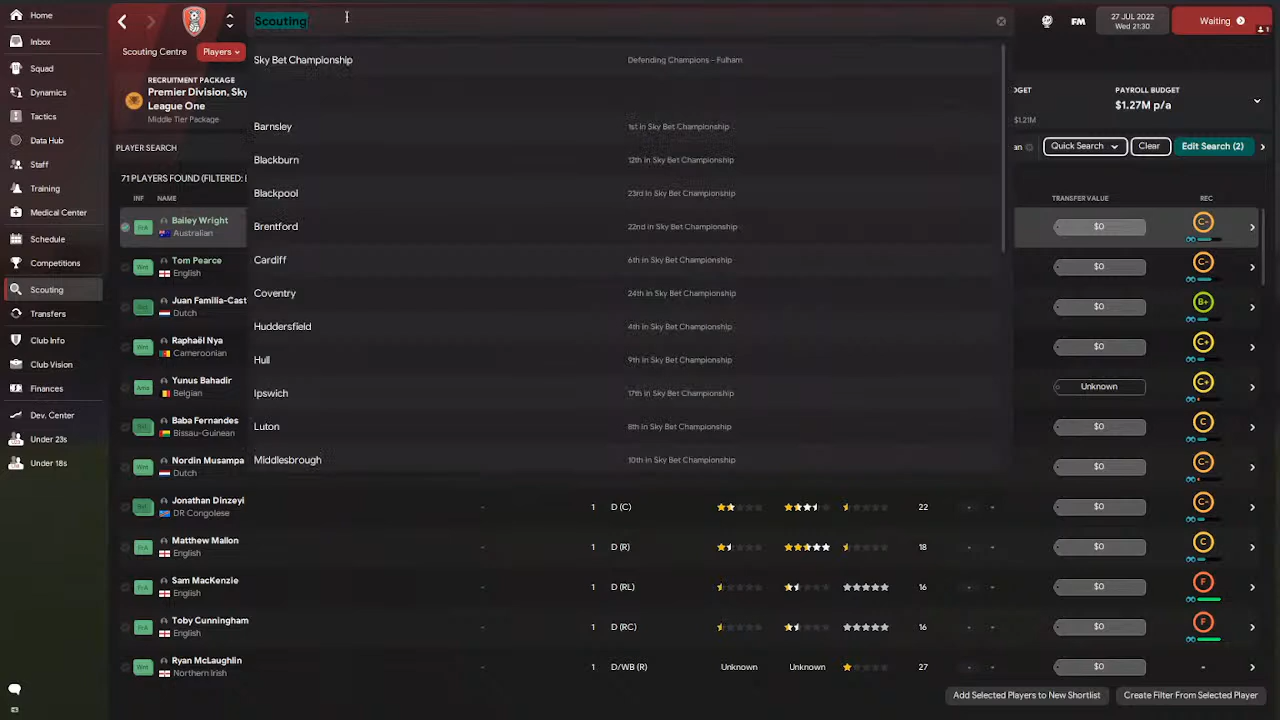 Home
Inbox
Squad
Dynamics
Tactics
Data Hub
Staff
Training
Medical Center
Schedule
Competitions
Scouting
Transfers
Club Info
Club Vision
Finances
Dev. Center
Under 23s
Under 18s
Scouting
FM
27 JUL 2022
Wed 21:30
Waiting
1
Scouting Centre
Players
RECRUITMENT PACKAGE
Premier Division, Sky
League One
Middle Tier Package
PAYROLL BUDGET
$1.27M p/a
$1.21M
PLAYER SEARCH
Quick Search
Clear
Edit Search (2)
71 PLAYERS FOUND (FILTERED:
INF NAME
TRANSFER VALUE
REC
Sky Bet Championship Defending Champions - Fulham
Barnsley 1st in Sky Bet Championship
Blackburn 12th in Sky Bet Championship
Blackpool 23rd in Sky Bet Championship
Brentford 22nd in Sky Bet Championship
Cardiff 6th in Sky Bet Championship
Coventry 24th in Sky Bet Championship
Huddersfield 4th in Sky Bet Championship
Hull 9th in Sky Bet Championship
Ipswich 17th in Sky Bet Championship
Luton 8th in Sky Bet Championship
Middlesbrough 10th in Sky Bet Championship
FrA Bailey Wright $0 C-
Australian
Wnt Tom Pearce $0 C-
English
Juan Familia-Cast $0 B+
Dutch
Wnt Raphaël Nya $0 C+
Cameroonian
Ama Yunus Bahadir Unknown C+
Belgian
Baba Fernandes $0 C
Bissau-Guinean
Wnt Nordin Musampa $0 C-
Dutch
Jonathan Dinzeyi - 1 D (C) 22 - - $0 C-
DR Congolese
FrA Matthew Mallon - 1 D (R) 18 - - $0 C
English
FrA Sam MacKenzie - 1 D (RL) 16 - - $0 F
English
FrA Toby Cunningham - 1 D (RC) 16 - - $0 F
English
Wnt Ryan McLaughlin - 1 D/WB (R) Unknown Unknown 27 - - $0 -
Northern Irish
Add Selected Players to New Shortlist
Create Filter From Selected Player